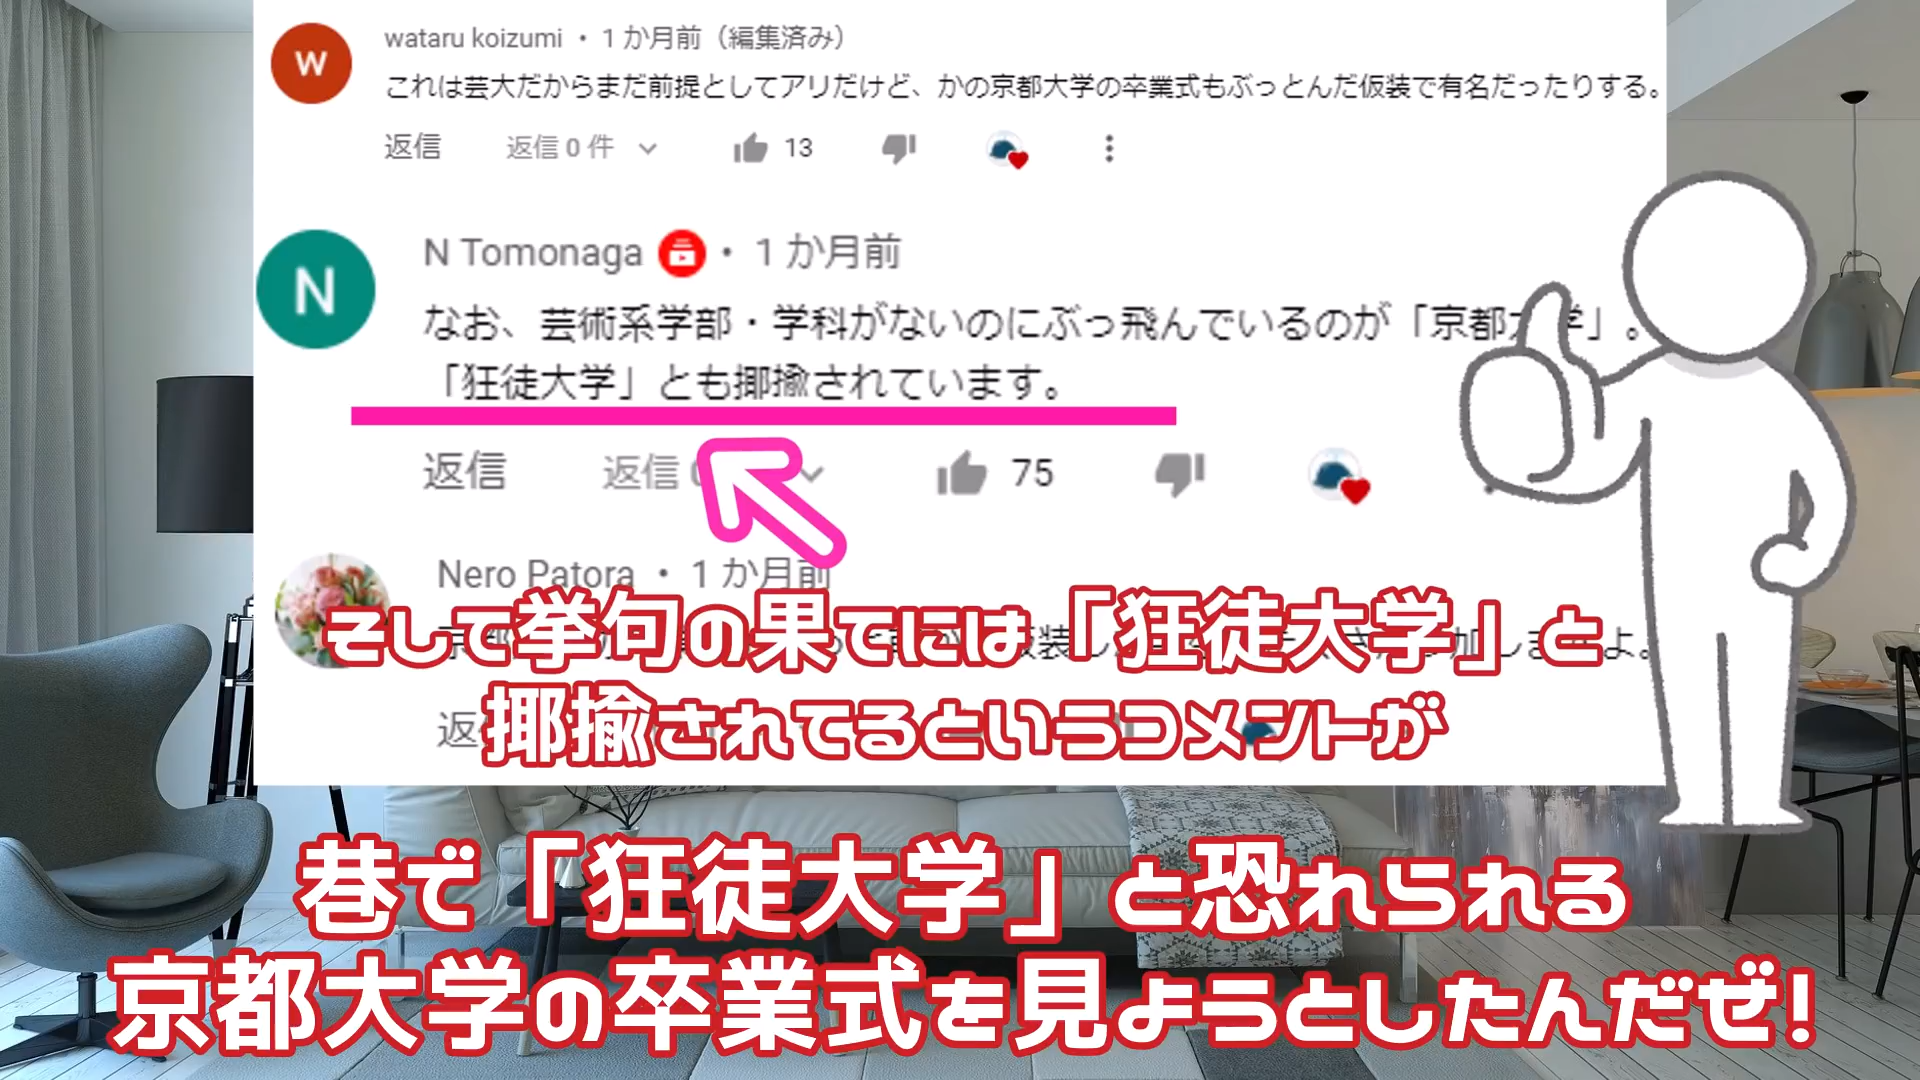 wataru koizumi ・ 1 か月前（編集済み）
W
これは芸大だからまだ前提としてアリだけど、かの京都大学の卒業式もぶっとんだ仮装で有名だったりする。
返信 返信 0 件 13
N Tomonaga ・ 1 か月前
N
なお、芸術系学部・学科がないのにぶっ飛んでいるのが「京都 学」。
「狂徒大学」とも揶揄されています。
返信 返信 75
Nero Patora ・ 1 か月前
そして挙句の果てには「狂徒大学」と
よ。
揶揄されてるというコメントが
返
巷で「狂徒大学」と恐れられる
京都大学の卒業式を見ようとしたんだぜ!